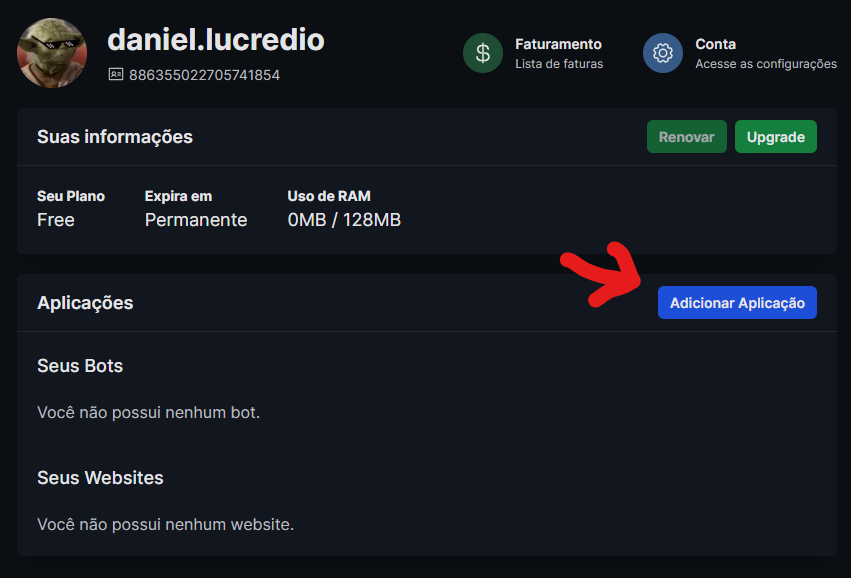 daniel.lucredio
886355022705741854
Faturamento
Lista de faturas
Conta
Acesse as configurações
Suas informações
Renovar
Upgrade
Seu Plano
Free
Expira em
Permanente
Uso de RAM
0MB / 128MB
Aplicações
Adicionar Aplicação
Seus Bots
Você não possui nenhum bot.
Seus Websites
Você não possui nenhum website.